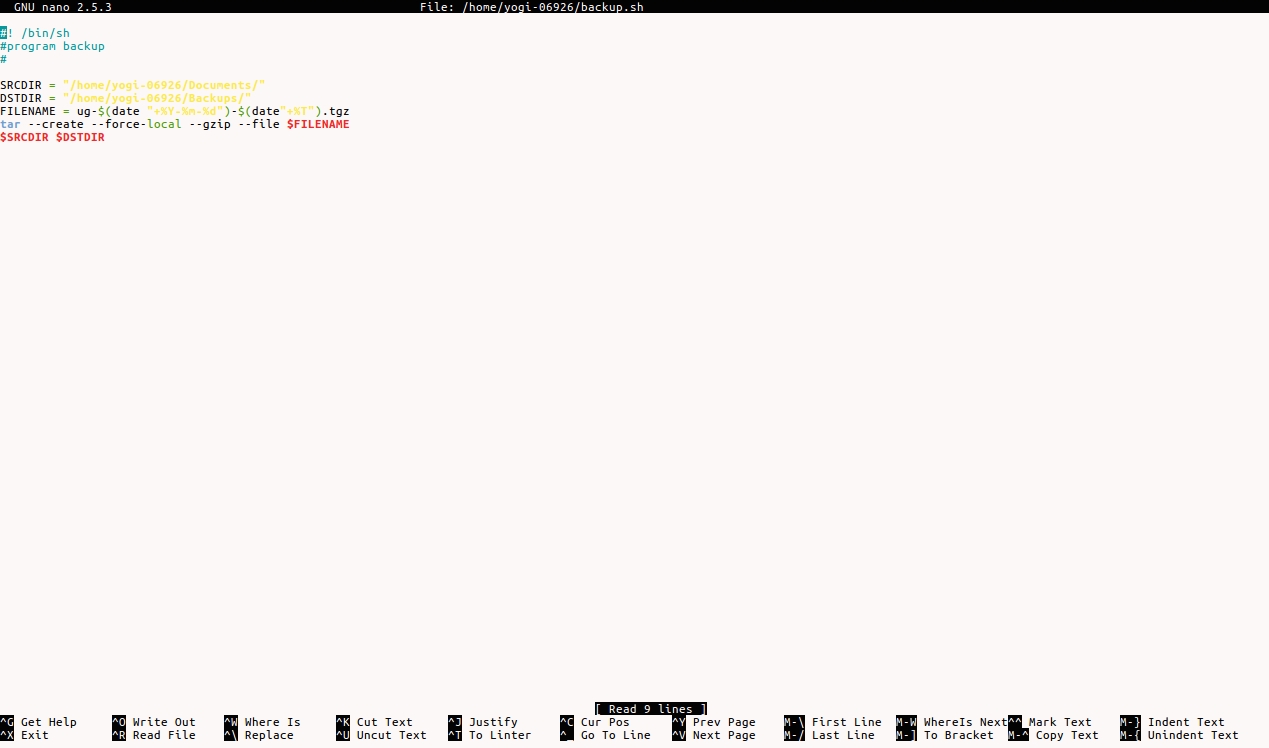 GNU nano 2.5.3 File: /home/yogi-06926/backup.sh
#! /bin/sh
#program backup
#
SRCDIR = "/home/yogi-06926/Documents/"
DSTDIR = "/home/yogi-06926/Backups/"
FILENAME = ug-$(date "+%Y-%m-%d")-$(date"+%T").tgz
tar --create --force-local --gzip --file $FILENAME
$SRCDIR $DSTDIR
[ Read 9 lines ]
^G Get Help ^O Write Out ^W Where Is ^K Cut Text ^J Justify ^C Cur Pos ^Y Prev Page M-\ First Line M-W WhereIs Next ^^ Mark Text M-} Indent Text
^X Exit ^R Read File ^\ Replace ^U Uncut Text ^T To Linter ^_ Go To Line ^V Next Page M-/ Last Line M-] To Bracket M-^ Copy Text M-{ Unindent Text